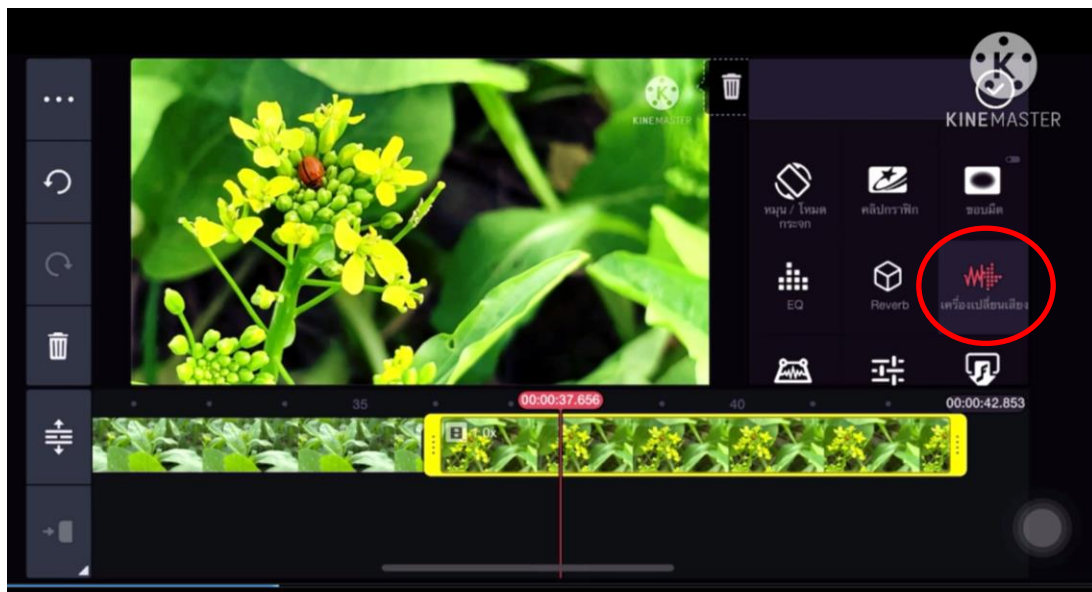 KINEMASTER
KINEMASTER
หมุน / โหมด
กระจก
คลิปกราฟิก
ขอบมืด
EQ
Reverb
เครื่องเปลี่ยนเสียง
35
00:00:37.656
40
00:00:42.853
1.0x